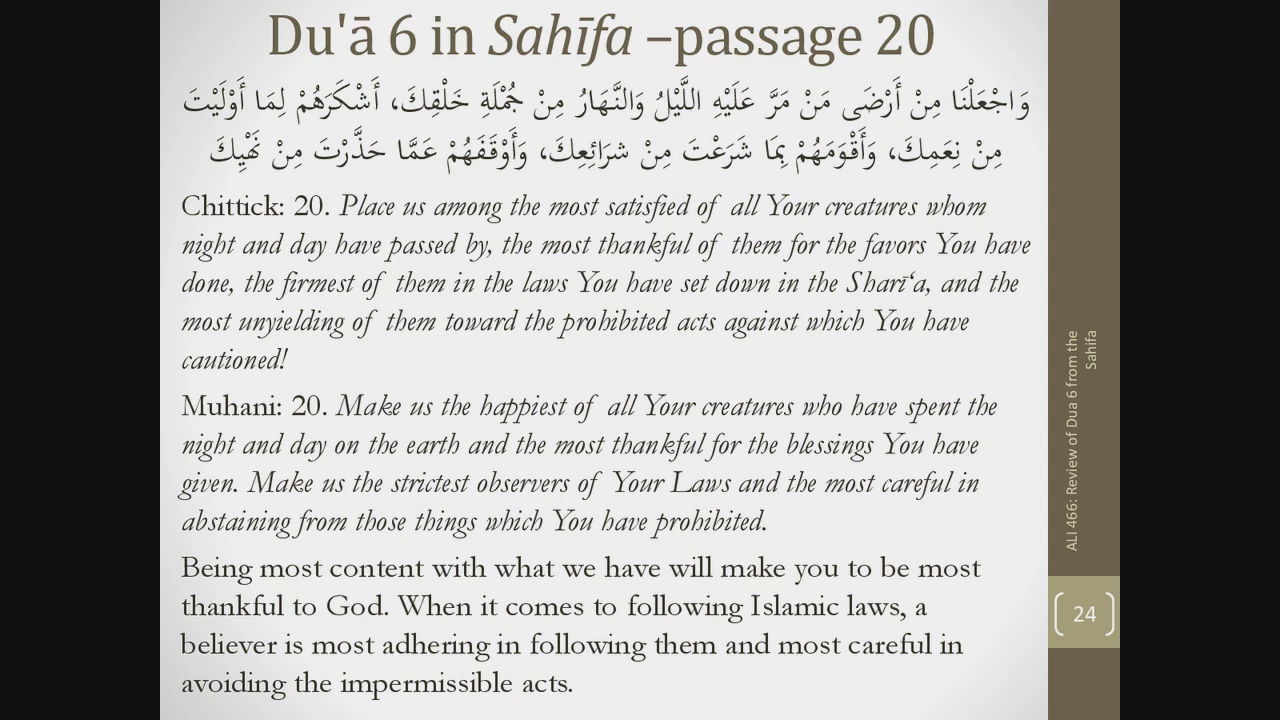 Du'ā 6 in Sahīfa –passage 20
وَاجْعَلْنَا مِنْ أَرْضَى مَنْ مَرَّ عَلَيْهِ اللَّيْلُ وَالنَّهَارُ مِنْ جُمْلَةِ خَلْقِكَ، أَشْكَرَهُمْ لِمَا أَوْلَيْتَ
مِنْ نِعَمِكَ، وَأَقْوَمَهُمْ بِمَا شَرَعْتَ مِنْ شرَائِعِكَ، وَأَوْقَفَهُمْ عَمَّا حَذَّرْتَ مِنْ نَهْيِكَ
Chittick: 20. Place us among the most satisfied of all Your creatures whom
night and day have passed by, the most thankful of them for the favors You have
done, the firmest of them in the laws You have set down in the Sharī‘a, and the
most unyielding of them toward the prohibited acts against which You have
cautioned!
Muhani: 20. Make us the happiest of all Your creatures who have spent the
night and day on the earth and the most thankful for the blessings You have
given. Make us the strictest observers of Your Laws and the most careful in
abstaining from those things which You have prohibited.
Being most content with what we have will make you to be most
thankful to God. When it comes to following Islamic laws, a
believer is most adhering in following them and most careful in
avoiding the impermissible acts.
ALI 466: Review of Dua 6 from the
Sahifa
24